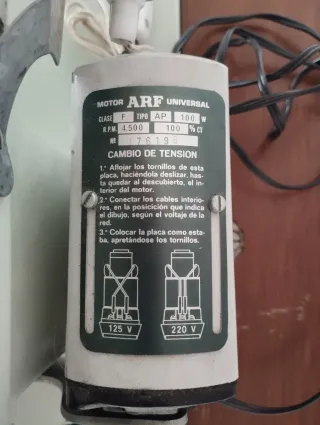 MOTOR ARF UNIVERSAL
CLASE F TIPO AP 100 W
R.P.M. 4.500 100 % CT
Nº
CAMBIO DE TENSION
1.º Aflojar los tornillos de esta
placa, haciéndola deslizar, has-
ta quedar al descubierto, el in-
terior del motor.
2.º Conectar los cables interio-
res, en la posicición que indica
el dibujo, según el voltaje de la
red.
3.º Colocar la placa como esta-
ba, apretándose los tornillos.
125 V 220 V